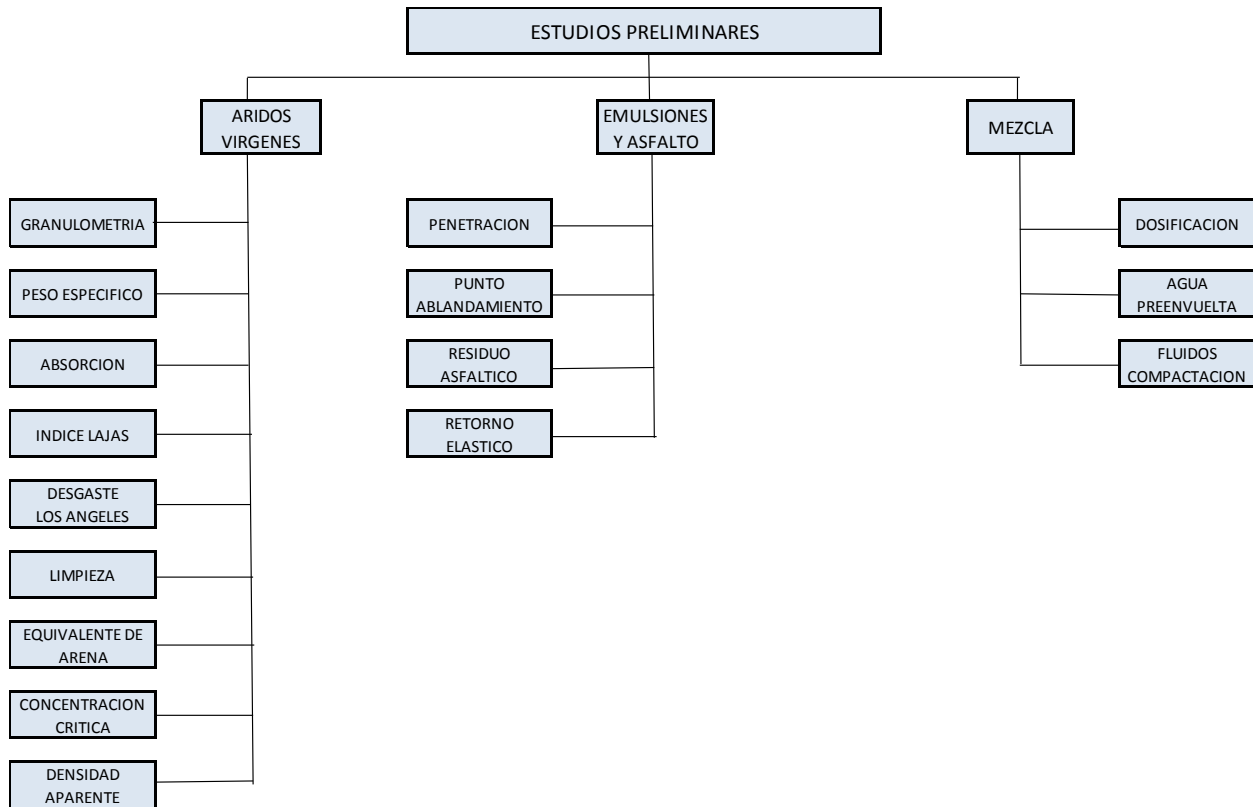 ESTUDIOS PRELIMINARES
ARIDOS
VIRGENES
EMULSIONES
Y ASFALTO
MEZCLA
GRANULOMETRIA
PESO ESPECIFICO
ABSORCION
INDICE LAJAS
DESGASTE
LOS ANGELES
LIMPIEZA
EQUIVALENTE DE
ARENA
CONCENTRACION
CRITICA
DENSIDAD
APARENTE
PENETRACION
PUNTO
ABLANDAMIENTO
RESIDUO
ASFALTICO
RETORNO
ELASTICO
DOSIFICACION
AGUA
PREENVUELTA
FLUIDOS
COMPACTACION